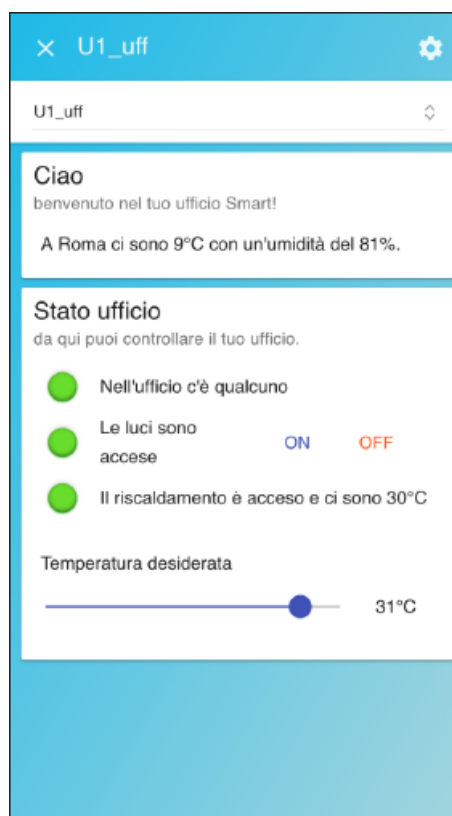 U1_uff
U1_uff
Ciao
benvenuto nel tuo ufficio Smart!
A Roma ci sono 9°C con un'umidità del 81%.
Stato ufficio
da qui puoi controllare il tuo ufficio.
Nell'ufficio c'è qualcuno
Le luci sono
accese
ON
OFF
Il riscaldamento è acceso e ci sono 30°C
Temperatura desiderata
31°C